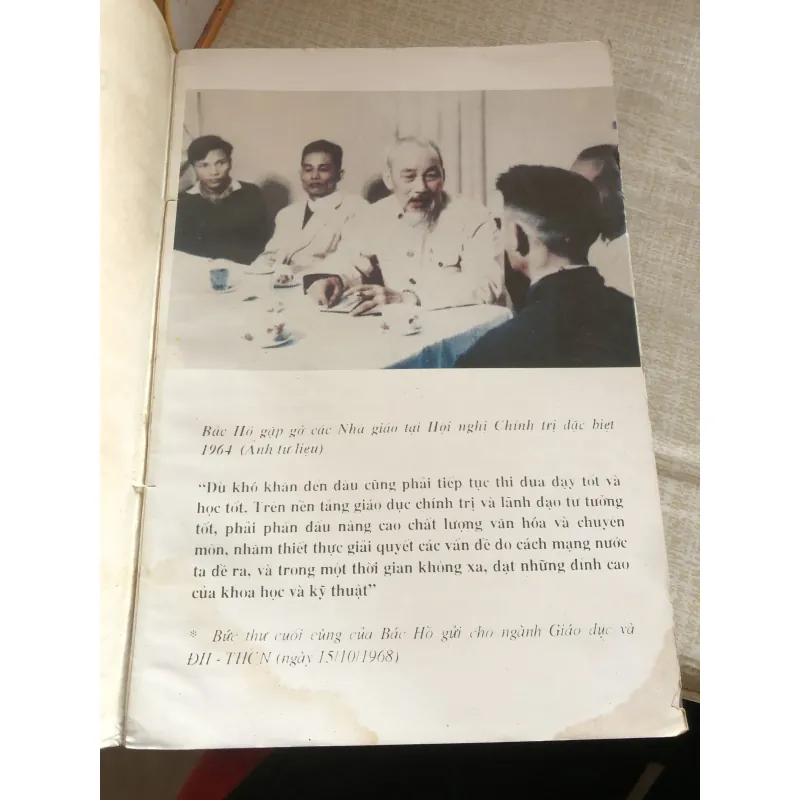 Bác Hồ gặp gỡ các Nhà giáo tại Hội nghị Chính trị đặc biệt
1964 (Ảnh tư liệu)
“Dù khó khăn đến đâu cũng phải tiếp tục thi đua dạy tốt và
học tốt. Trên nền tảng giáo dục chính trị và lãnh đạo tư tưởng
tốt, phải phấn đấu nâng cao chất lượng văn hóa và chuyên
môn, nhằm thiết thực giải quyết các vấn đề do cách mạng nước
ta đề ra, và trong một thời gian không xa, đạt những đỉnh cao
của khoa học và kỹ thuật”
* Bức thư cuối cùng của Bác Hồ gửi cho ngành Giáo dục và
ĐH - THCN (ngày 15/10/1968)